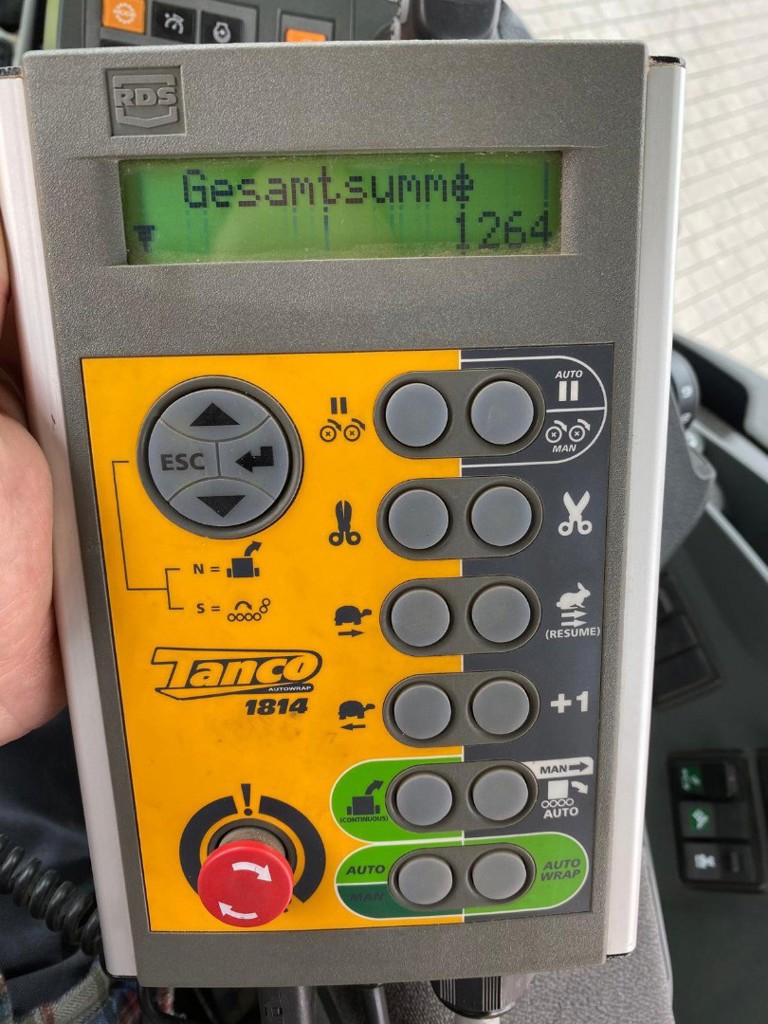 RDS
Gesamtsumme
1264
AUTO
MAN
ESC
N =
S =
(RESUME)
Tanco
AUTOWRAP
1814
+1
MAN
(CONTINUOUS)
AUTO
AUTO
MAN
AUTO
WRAP